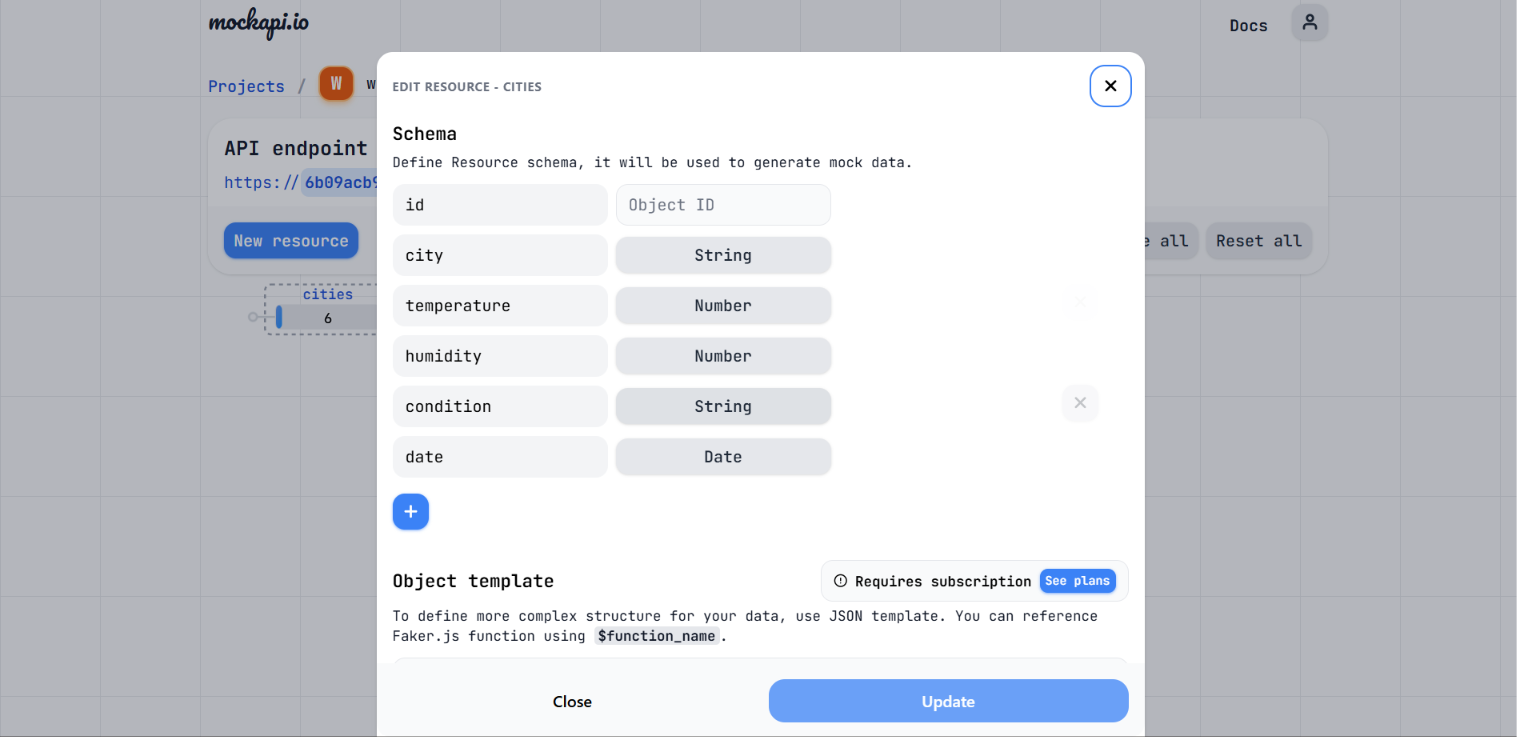 mockapi.io
Docs
Projects / W W
EDIT RESOURCE - CITIES
API endpoint
https://6b09acb9
New resource
e all
Reset all
cities
6
Schema
Define Resource schema, it will be used to generate mock data.
id Object ID
city String
temperature Number
humidity Number
condition String
date Date
+
Object template
Requires subscription See plans
To define more complex structure for your data, use JSON template. You can reference
Faker.js function using $function_name.
Close Update